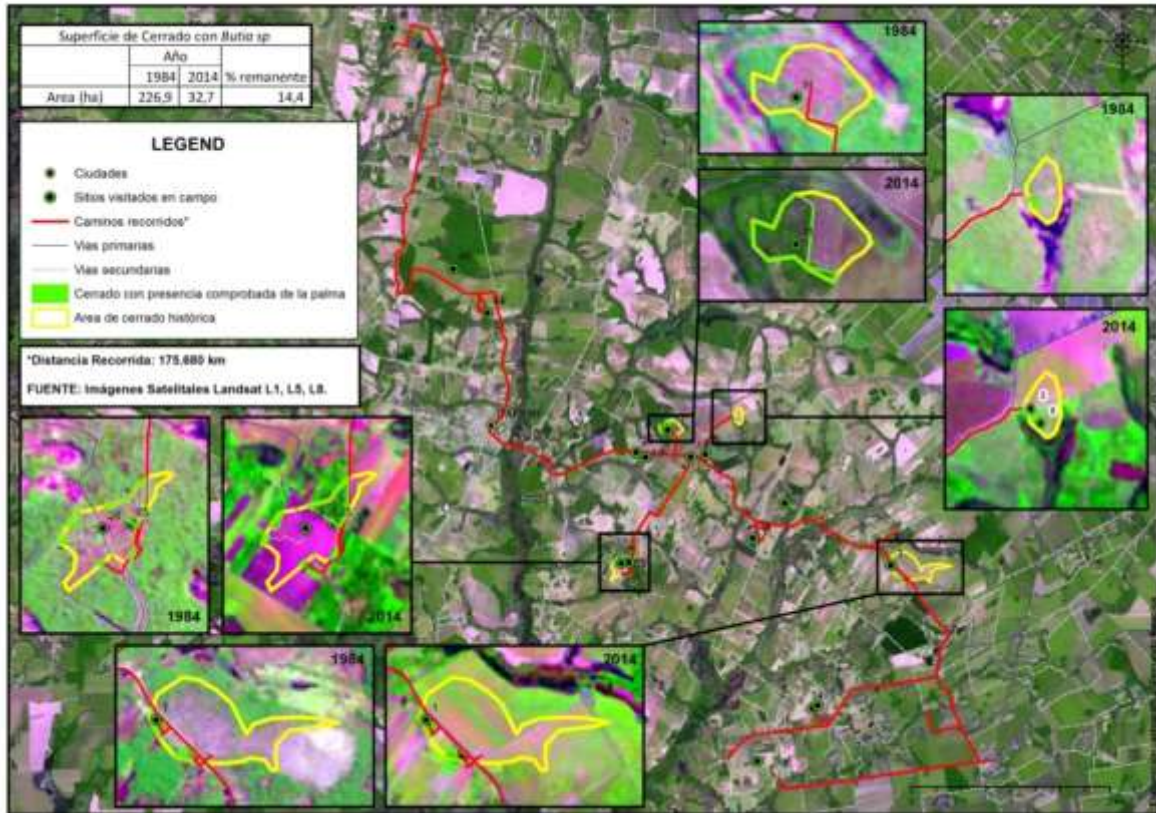 Superficie de Cerrado con Butia sp
Año
1984 2014 % remanente
Area (ha) 226,9 32,7 14,4
LEGEND
Ciudades
Sitios visitados en campo
Caminos recorridos*
Vias primarias
Vias secundarias
Cerrado con presencia comprobada de la palma
Area de cerrado histórica
*Distancia Recorrida: 175,680 km
FUENTE: Imágenes Satelitales Landsat L1, L5, L8.
1984
2014
1984
2014
1984
2014
1984
2014